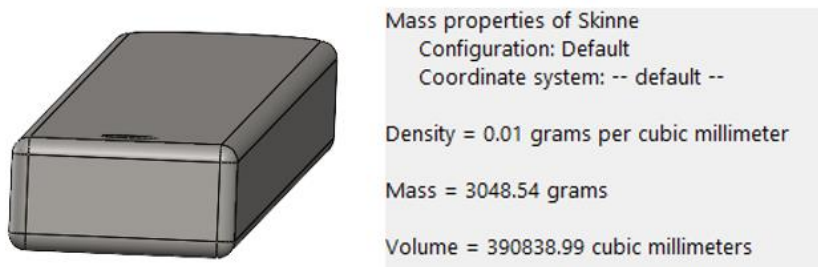 Mass properties of Skinne
Configuration: Default
Coordinate system: -- default --
Density = 0.01 grams per cubic millimeter
Mass = 3048.54 grams
Volume = 390838.99 cubic millimeters